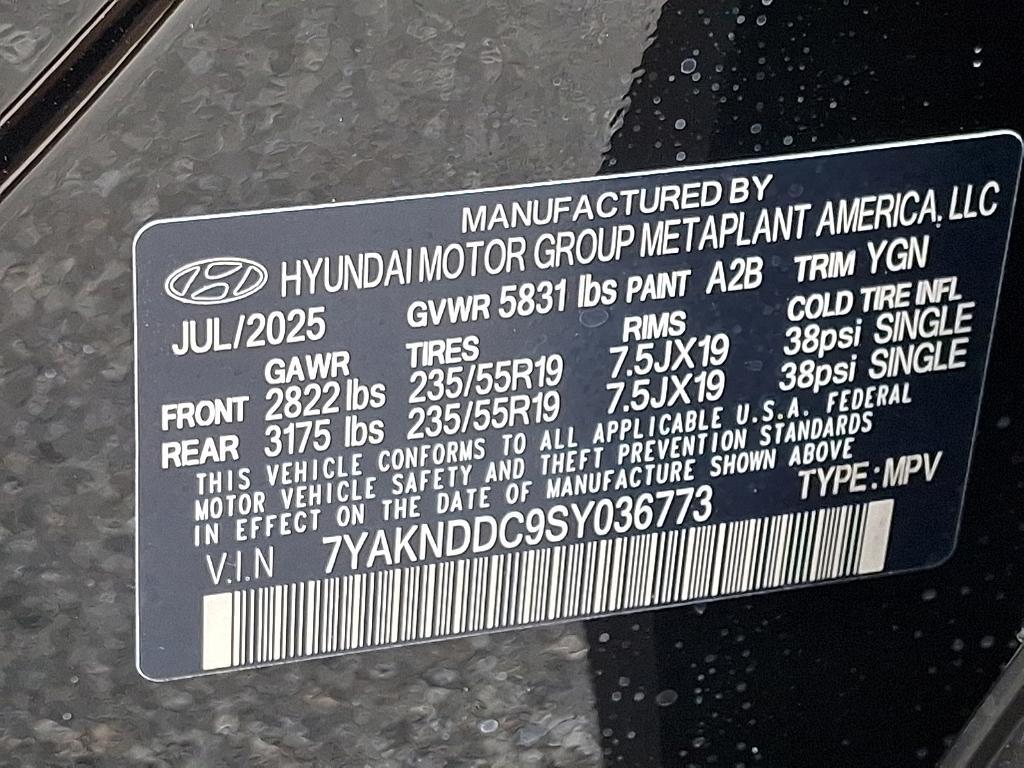 MANUFACTURED BY
HYUNDAI MOTOR GROUP METAPLANT AMERICA, LLC
JUL/2025 GVWR 5831 lbs PAINT A2B TRIM YGN
GAWR TIRES RIMS COLD TIRE INFL
FRONT 2822 lbs 235/55R19 7.5JX19 38psi SINGLE
REAR 3175 lbs 235/55R19 7.5JX19 38psi SINGLE
THIS VEHICLE CONFORMS TO ALL APPLICABLE U.S.A. FEDERAL
MOTOR VEHICLE SAFETY AND THEFT PREVENTION STANDARDS
IN EFFECT ON THE DATE OF MANUFACTURE SHOWN ABOVE
V.I.N 7YAKNDDC9SY036773 TYPE: MPV